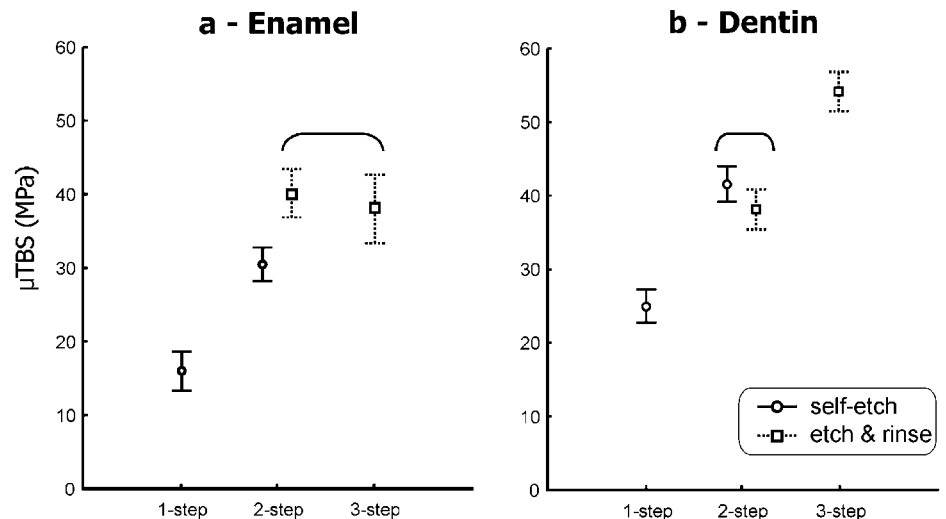 a - Enamel
60
50
40
30
20
10
0
µTBS (MPa)
1-step 2-step 3-step
b - Dentin
60
50
40
30
20
10
0
1-step 2-step 3-step
self-etch
etch & rinse